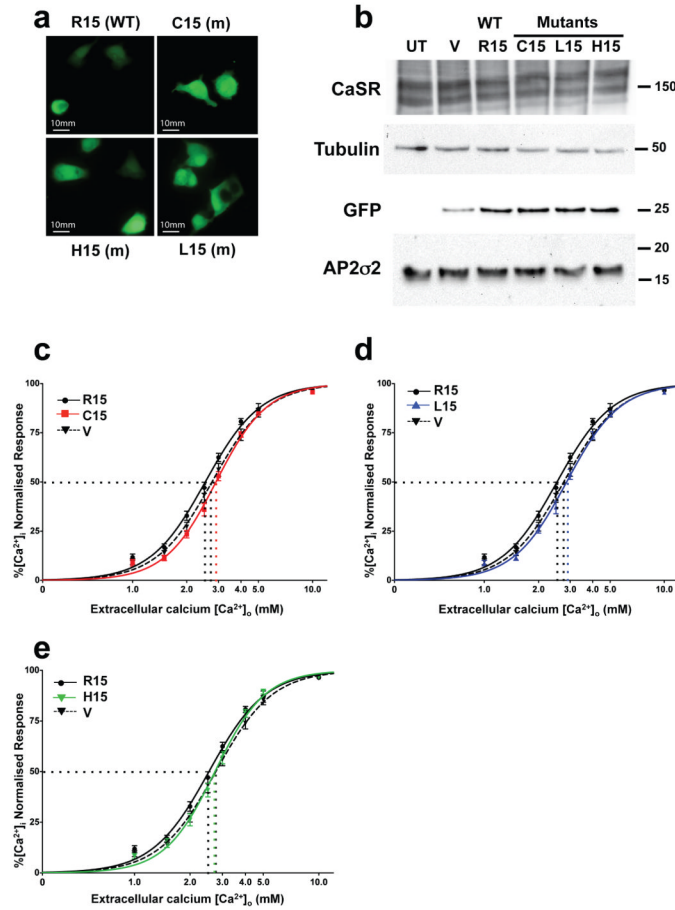 a
R15 (WT) C15 (m)
10mm 10mm
10mm 10mm
H15 (m) L15 (m)
b
WT Mutants
UT V R15 C15 L15 H15
CaSR 150
Tubulin 50
GFP 25
20
AP2σ2 15
c
%[Ca²⁺]ᵢ Normalised Response
100
75
50
25
0
R15
C15
V
0 1.0 2.0 3.0 4.0 5.0 10.0
Extracellular calcium [Ca²⁺]ₒ (mM)
d
%[Ca²⁺]ᵢ Normalised Response
100
75
50
25
0
R15
L15
V
0 1.0 2.0 3.0 4.0 5.0 10.0
Extracellular calcium [Ca²⁺]ₒ (mM)
e
%[Ca²⁺]ᵢ Normalised Response
100
75
50
25
0
R15
H15
V
0 1.0 2.0 3.0 4.0 5.0 10.0
Extracellular calcium [Ca²⁺]ₒ (mM)